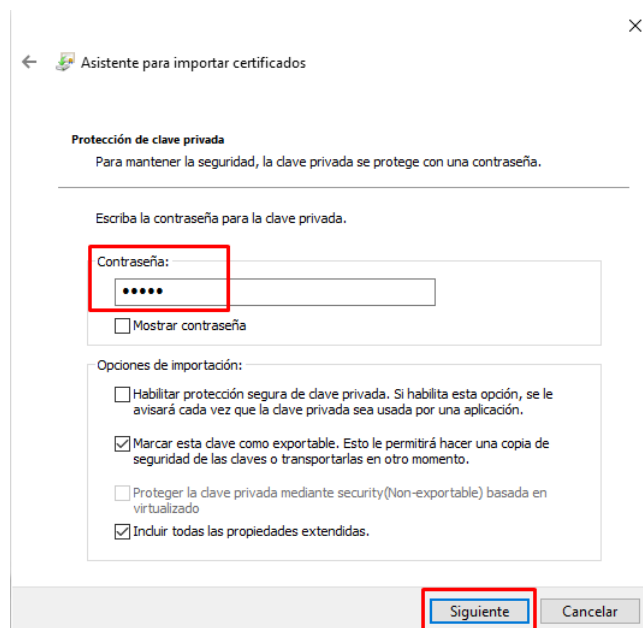 Asistente para importar certificados
Protección de clave privada
Para mantener la seguridad, la clave privada se protege con una contraseña.
Escriba la contraseña para la clave privada.
Contraseña:
•••••
Mostrar contraseña
Opciones de importación:
Habilitar protección segura de clave privada. Si habilita esta opción, se le
avisará cada vez que la clave privada sea usada por una aplicación.
Marcar esta clave como exportable. Esto le permitirá hacer una copia de
seguridad de las claves o transportarlas en otro momento.
Proteger la clave privada mediante security(Non-exportable) basada en
virtualizado
Incluir todas las propiedades extendidas.
Siguiente Cancelar